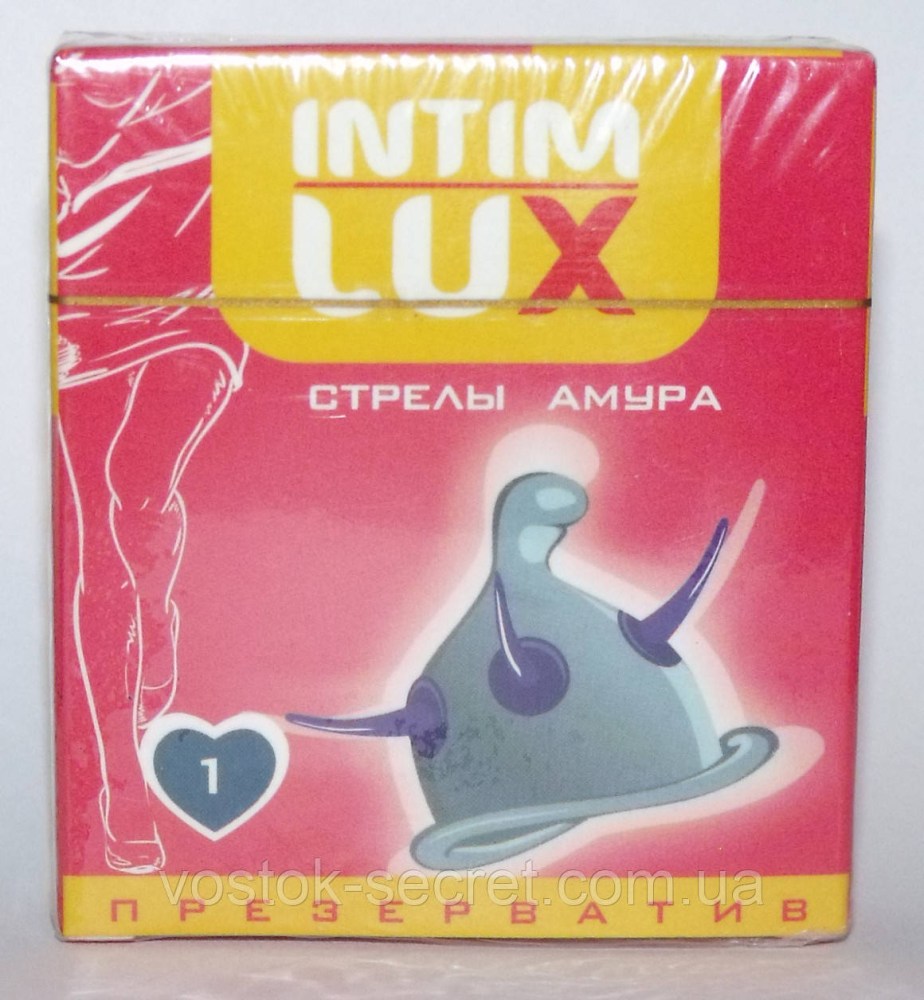 INTIM
LUX
СТРЕЛЫ АМУРА
1
vostok-secret.com.ua
ПРЕЗЕРВАТИВ